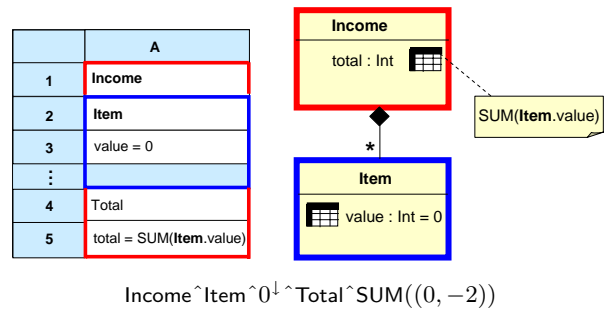 A
1 Income
2 Item
3 value = 0
⋮
4 Total
5 total = SUM(Item.value)
Income
total : Int
SUM(Item.value)
*
Item
value : Int = 0
Income^Item^0↓^Total^SUM((0, −2))